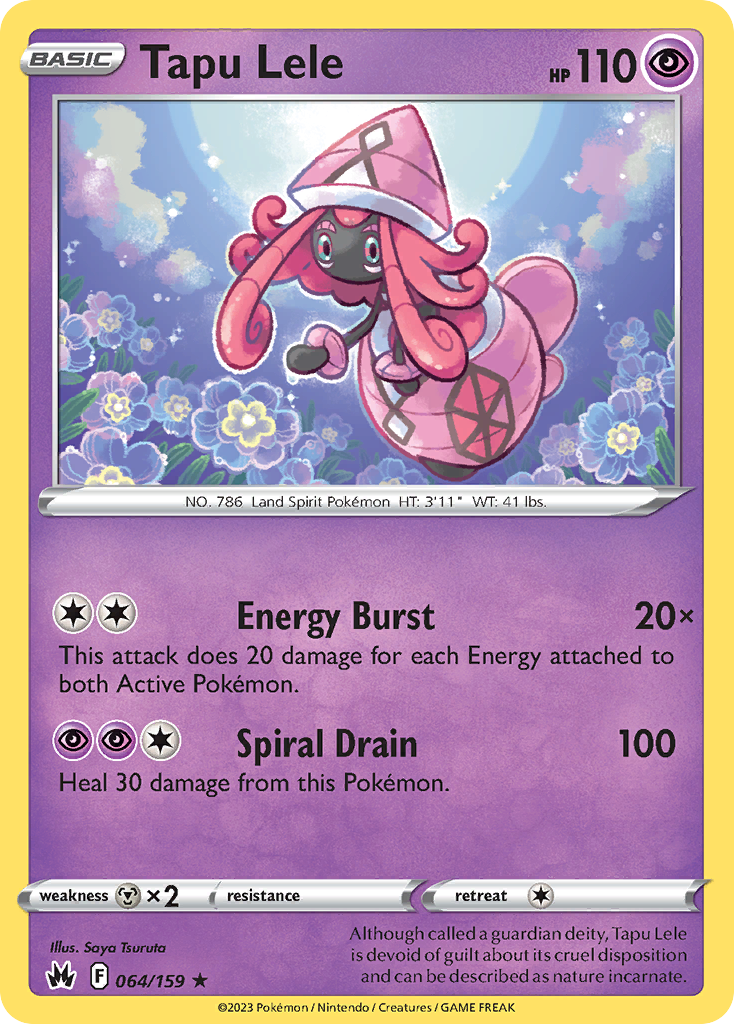 BASIC Tapu Lele HP 110
NO. 786 Land Spirit Pokémon HT: 3'11" WT: 41 lbs.
Energy Burst 20×
This attack does 20 damage for each Energy attached to
both Active Pokémon.
Spiral Drain 100
Heal 30 damage from this Pokémon.
weakness ×2 resistance retreat
Illus. Saya Tsuruta
Although called a guardian deity, Tapu Lele
is devoid of guilt about its cruel disposition
and can be described as nature incarnate.
F 064/159 ★
©2023 Pokémon / Nintendo / Creatures / GAME FREAK